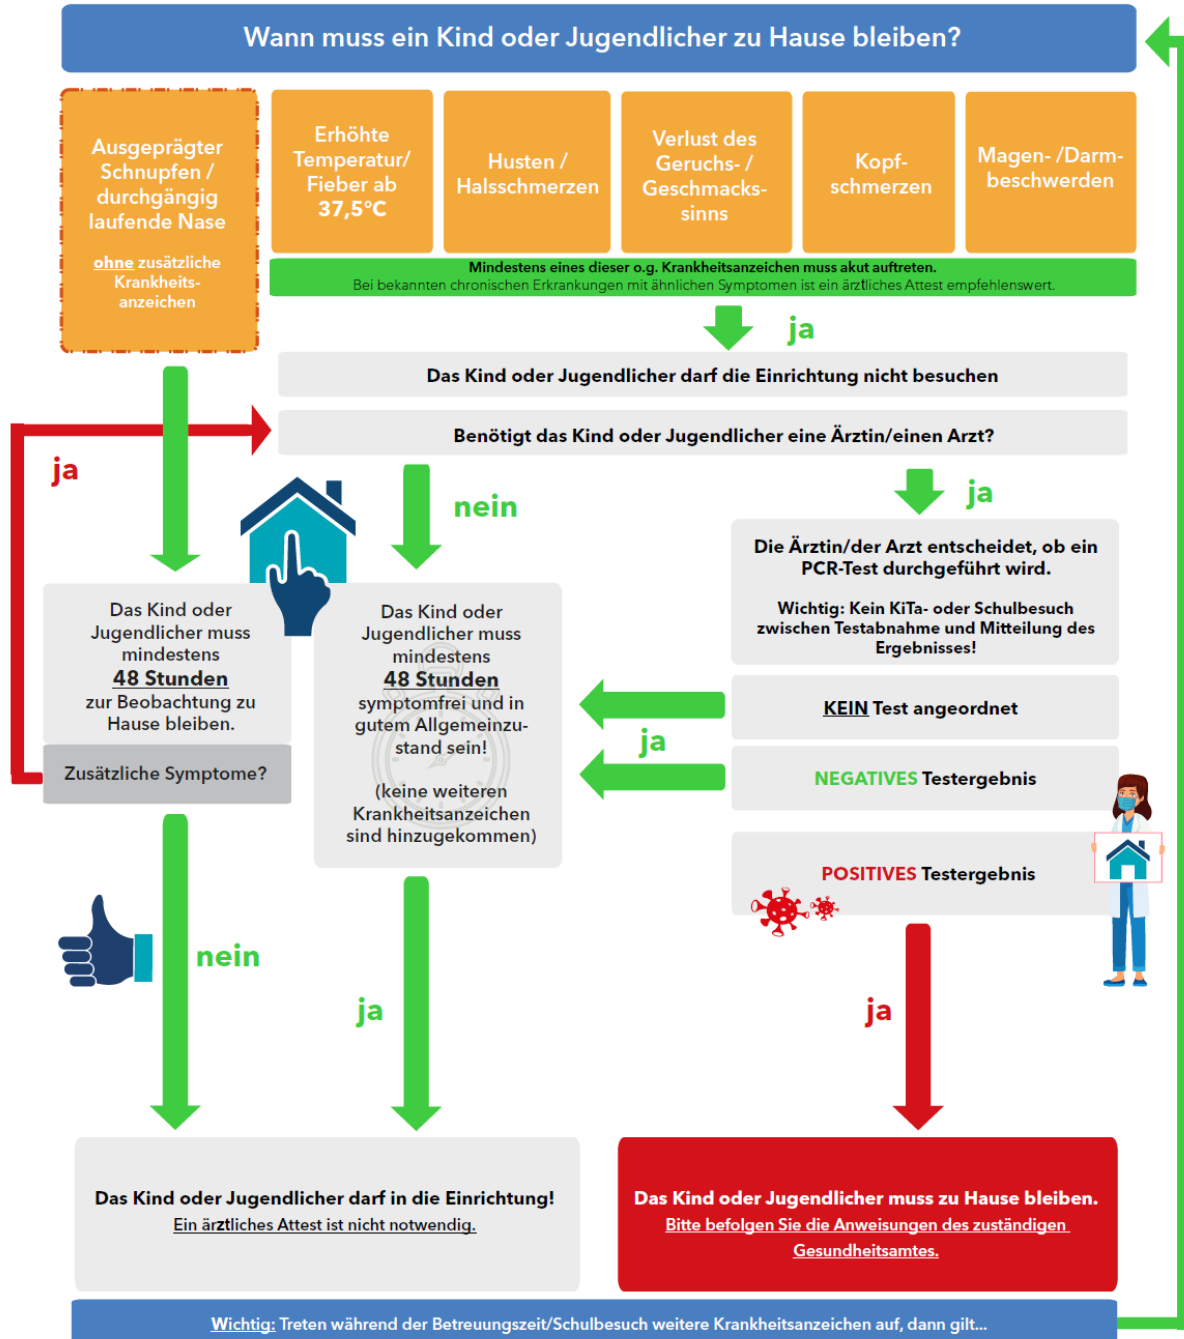 Wann muss ein Kind oder Jugendlicher zu Hause bleiben?
Ausgeprägter
Schnupfen /
durchgängig
laufende Nase
ohne zusätzliche
Krankheits-
anzeichen
Erhöhte
Temperatur/
Fieber ab
37,5°C
Husten /
Halsschmerzen
Verlust des
Geruchs- /
Geschmacks-
sinns
Kopf-
schmerzen
Magen- /Darm-
beschwerden
Mindestens eines dieser o.g. Krankheitsanzeichen muss akut auftreten.
Bei bekannten chronischen Erkrankungen mit ähnlichen Symptomen ist ein ärztliches Attest empfehlenswert.
ja
Das Kind oder Jugendlicher darf die Einrichtung nicht besuchen
Benötigt das Kind oder Jugendlicher eine Ärztin/einen Arzt?
ja
nein
ja
Die Ärztin/der Arzt entscheidet, ob ein
PCR-Test durchgeführt wird.
Wichtig: Kein KiTa- oder Schulbesuch
zwischen Testabnahme und Mitteilung des
Ergebnisses!
Das Kind oder
Jugendlicher muss
mindestens
48 Stunden
zur Beobachtung zu
Hause bleiben.
Zusätzliche Symptome?
Das Kind oder
Jugendlicher muss
mindestens
48 Stunden
symptomfrei und in
gutem Allgemeinzu-
stand sein!
(keine weiteren
Krankheitsanzeichen
sind hinzugekommen)
KEIN Test angeordnet
ja
NEGATIVES Testergebnis
POSITIVES Testergebnis
nein
ja
ja
Das Kind oder Jugendlicher darf in die Einrichtung!
Ein ärztliches Attest ist nicht notwendig.
Das Kind oder Jugendlicher muss zu Hause bleiben.
Bitte befolgen Sie die Anweisungen des zuständigen
Gesundheitsamtes.
Wichtig: Treten während der Betreuungszeit/Schulbesuch weitere Krankheitsanzeichen auf, dann gilt...